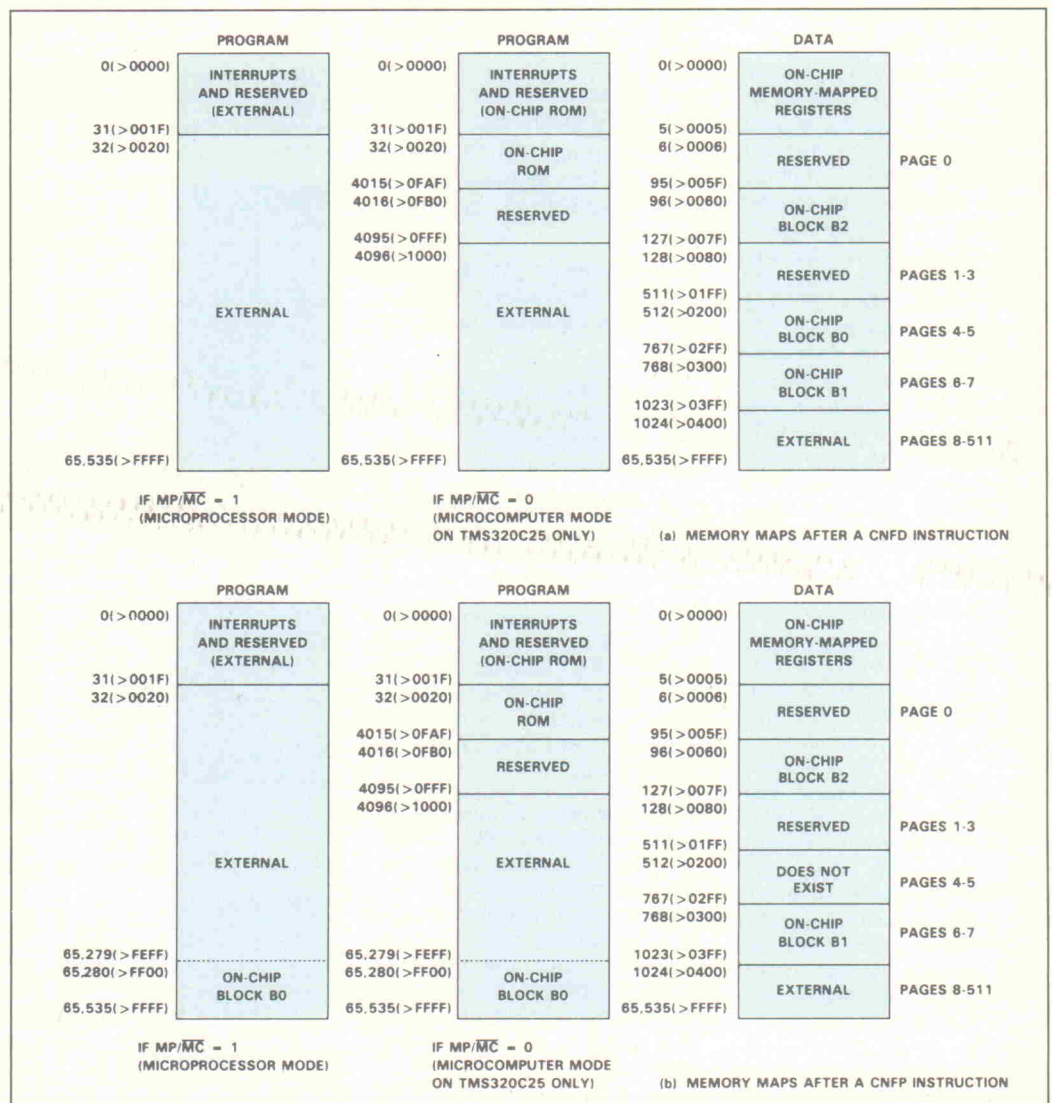 PROGRAM
0(>0000)
INTERRUPTS
AND RESERVED
(EXTERNAL)
31(>001F)
32(>0020)
EXTERNAL
65,535(>FFFF)
IF MP/M̅C̅ = 1
(MICROPROCESSOR MODE)
PROGRAM
0(>0000)
INTERRUPTS
AND RESERVED
(ON-CHIP ROM)
31(>001F)
32(>0020)
ON-CHIP
ROM
4015(>0FAF)
4016(>0FB0)
RESERVED
4095(>0FFF)
4096(>1000)
EXTERNAL
65,535(>FFFF)
IF MP/M̅C̅ = 0
(MICROCOMPUTER MODE
ON TMS320C25 ONLY)
DATA
0(>0000)
ON-CHIP
MEMORY-MAPPED
REGISTERS
5(>0005)
6(>0006)
RESERVED
PAGE 0
95(>005F)
96(>0060)
ON-CHIP
BLOCK B2
127(>007F)
128(>0080)
RESERVED
PAGES 1-3
511(>01FF)
512(>0200)
ON-CHIP
BLOCK B0
PAGES 4-5
767(>02FF)
768(>0300)
ON-CHIP
BLOCK B1
PAGES 6-7
1023(>03FF)
1024(>0400)
EXTERNAL
PAGES 8-511
65,535(>FFFF)
(a) MEMORY MAPS AFTER A CNFD INSTRUCTION
PROGRAM
0(>0000)
INTERRUPTS
AND RESERVED
(EXTERNAL)
31(>001F)
32(>0020)
EXTERNAL
65,279(>FEFF)
65,280(>FF00)
ON-CHIP
BLOCK B0
65,535(>FFFF)
IF MP/M̅C̅ = 1
(MICROPROCESSOR MODE)
PROGRAM
0(>0000)
INTERRUPTS
AND RESERVED
(ON-CHIP ROM)
31(>001F)
32(>0020)
ON-CHIP
ROM
4015(>0FAF)
4016(>0FB0)
RESERVED
4095(>0FFF)
4096(>1000)
EXTERNAL
65,279(>FEFF)
65,280(>FF00)
ON-CHIP
BLOCK B0
65,535(>FFFF)
IF MP/M̅C̅ = 0
(MICROCOMPUTER MODE
ON TMS320C25 ONLY)
DATA
0(>0000)
ON-CHIP
MEMORY-MAPPED
REGISTERS
5(>0005)
6(>0006)
RESERVED
PAGE 0
95(>005F)
96(>0060)
ON-CHIP
BLOCK B2
127(>007F)
128(>0080)
RESERVED
PAGES 1-3
511(>01FF)
512(>0200)
DOES NOT
EXIST
PAGES 4-5
767(>02FF)
768(>0300)
ON-CHIP
BLOCK B1
PAGES 6-7
1023(>03FF)
1024(>0400)
EXTERNAL
PAGES 8-511
65,535(>FFFF)
(b) MEMORY MAPS AFTER A CNFP INSTRUCTION